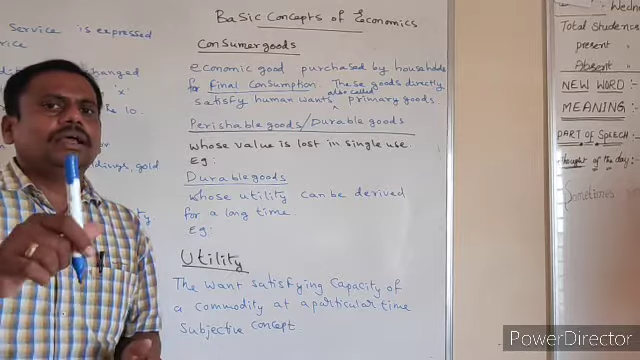 Service is expressed
changed
'x'
Rs 10.
ldings, gold
Basic Concepts of Economics
Consumer goods
economic good purchased by households
for final Consumption. These goods directly
also called
satisfy human wants, primary goods
Perishable goods/Durable goods
whose value is lost in single use.
Eg:
Durable goods
whose utility can be derived
for a long time.
Eg:
Utility
The want satisfying Capacity of
a commodity at a particular time
Subjective concept
Wedne
Total Students
present
Absent
NEW WORD:
MEANING:-
PART OF SPEECH:-
thought of the day:-
Sometimes
PowerDirector